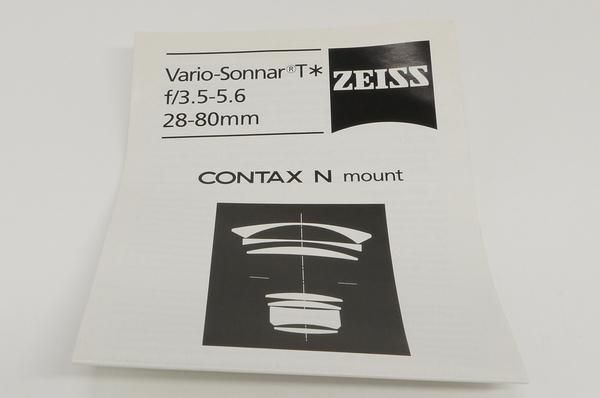 Vario-Sonnar®T*
f/3.5-5.6
28-80mm
ZEISS
CONTAX N mount